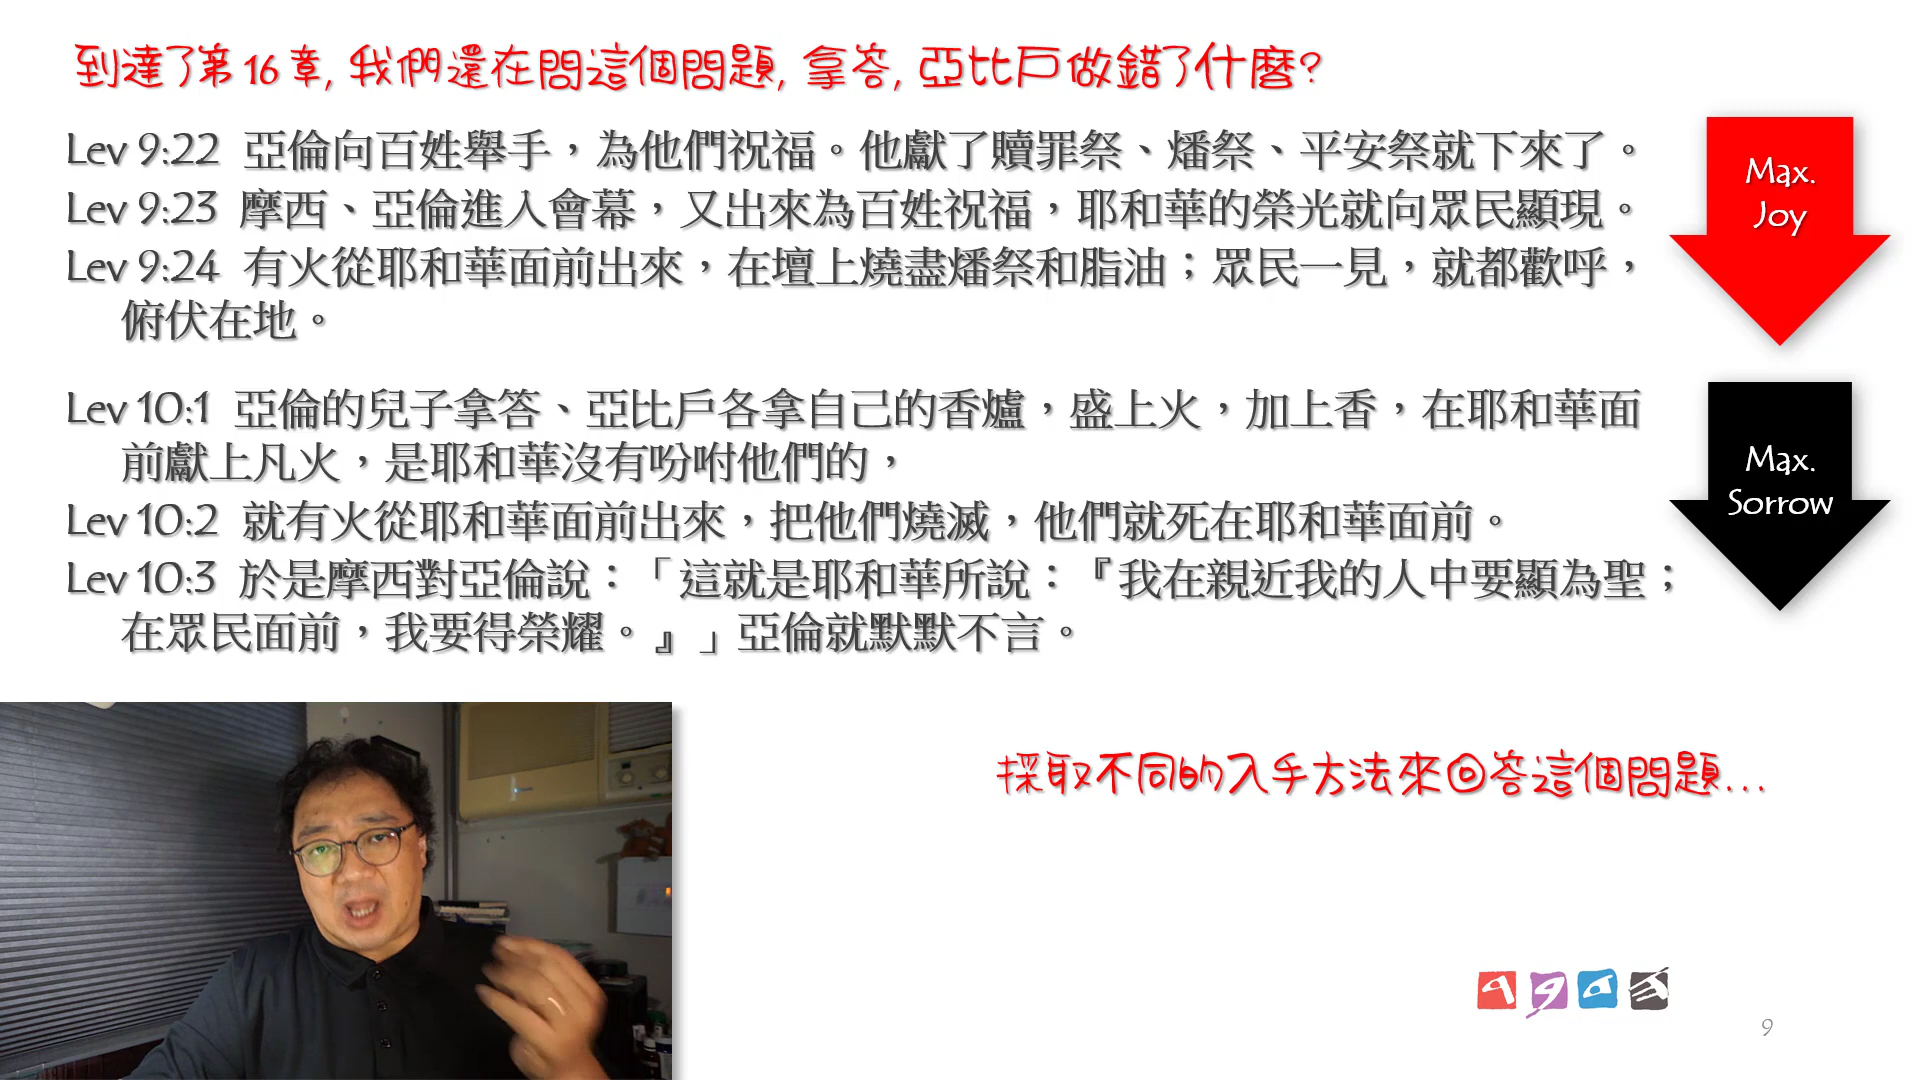 到達了第 16 章, 我們還在問這個問題, 拿答, 亞比戶做錯了什麼?
Lev 9:22 亞倫向百姓舉手，為他們祝福。他獻了贖罪祭、燔祭、平安祭就下來了。
Lev 9:23 摩西、亞倫進入會幕，又出來為百姓祝福，耶和華的榮光就向眾民顯現。
Lev 9:24 有火從耶和華面前出來，在壇上燒盡燔祭和脂油；眾民一見，就都歡呼，
俯伏在地。
Max.
Joy
Lev 10:1 亞倫的兒子拿答、亞比戶各拿自己的香爐，盛上火，加上香，在耶和華面
前獻上凡火，是耶和華沒有吩咐他們的，
Lev 10:2 就有火從耶和華面前出來，把他們燒滅，他們就死在耶和華面前。
Lev 10:3 於是摩西對亞倫說：「這就是耶和華所說：『我在親近我的人中要顯為聖；
在眾民面前，我要得榮耀。』」亞倫就默默不言。
Max.
Sorrow
採取不同的入手方法來回答這個問題...
9